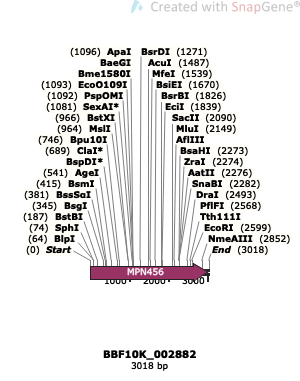 Created with SnapGene®
(1096) ApaI BsrDI (1271)
BaeGI AcuI (1487)
Bme1580I MfeI (1539)
(1093) EcoO109I BsiEI (1670)
(1092) PspOMI BsrBI (1826)
(1081) SexAI* EciI (1839)
(966) BstXI SacII (2090)
(964) MslI MluI (2149)
(746) Bpu10I AflIII
(689) ClaI* BsaHI (2273)
BspDI* ZraI (2274)
(541) AgeI AatII (2276)
(415) BsmI SnaBI (2282)
(381) BssSαI DraI (2493)
(345) BsgI PflFI (2568)
(187) BstBI Tth111I
(74) SphI EcoRI (2599)
(64) BlpI NmeAIII (2852)
(0) Start End (3018)
MPN456
1000 2000 3000
BBF10K_002882
3018 bp